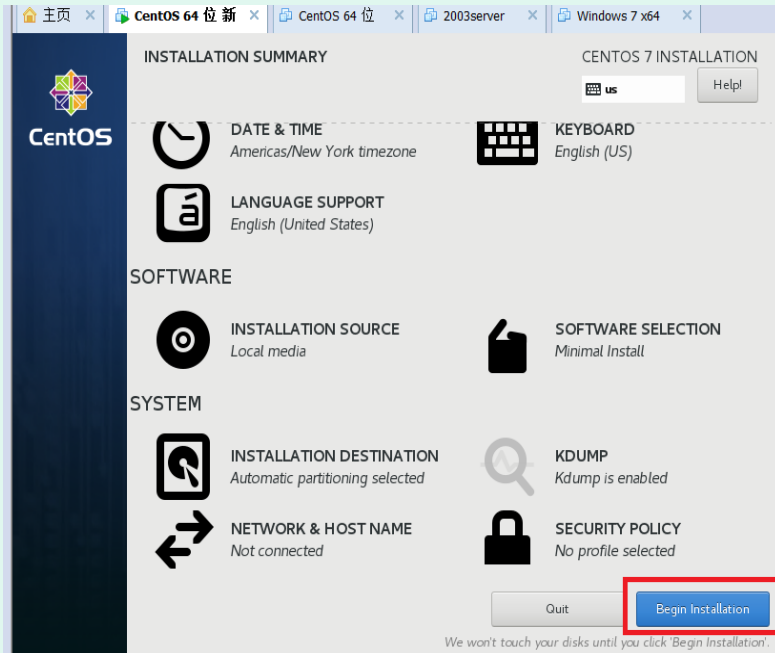 主页 CentOS 64 位 新 CentOS 64 位 2003server Windows 7 x64
INSTALLATION SUMMARY
CENTOS 7 INSTALLATION
us
Help!
CentOS
DATE & TIME
Americas/New York timezone
KEYBOARD
English (US)
LANGUAGE SUPPORT
English (United States)
SOFTWARE
INSTALLATION SOURCE
Local media
SOFTWARE SELECTION
Minimal Install
SYSTEM
INSTALLATION DESTINATION
Automatic partitioning selected
KDUMP
Kdump is enabled
NETWORK & HOST NAME
Not connected
SECURITY POLICY
No profile selected
Quit
Begin Installation
We won't touch your disks until you click 'Begin Installation'.